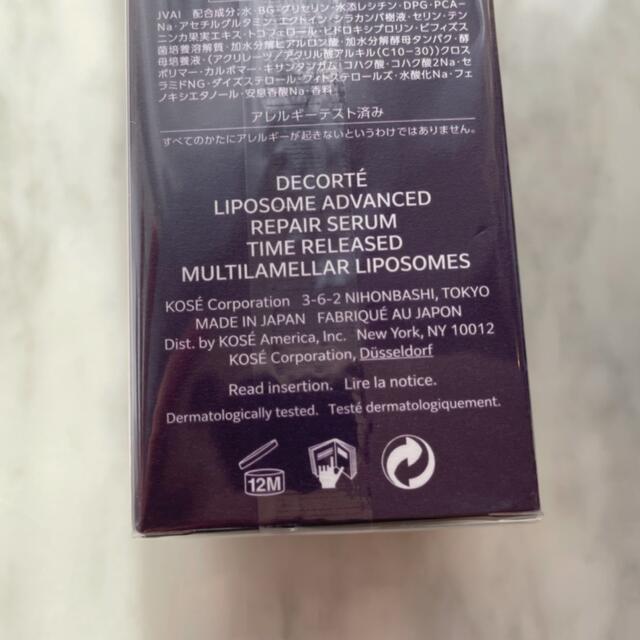 JVAI 配合成分:水・BG・グリセリン・水添レシチン・DPG・PCA-
Na・アセチルグルタミン・エクトイン・シラカンバ樹液・セリン・テン
ニンカ果実エキス・トコフェロール・ヒドロキシプロリン・ビフィズス
菌培養溶解質・加水分解ヒアルロン酸・加水分解酵母タンパク・酵
母培養液・(アクリレーツ/アクリル酸アルキル(C10-30))クロス
ポリマー・カルボマー・キサンタンガム・コハク酸・コハク酸2Na・セ
ラミドNG・ダイズステロール・フィトステロールズ・水酸化Na・フェ
ノキシエタノール・安息香酸Na・香料
アレルギーテスト済み
すべてのかたにアレルギーが起きないというわけではありません。
DECORTÉ
LIPOSOME ADVANCED
REPAIR SERUM
TIME RELEASED
MULTILAMELLAR LIPOSOMES
KOSÉ Corporation 3-6-2 NIHONBASHI, TOKYO
MADE IN JAPAN FABRIQUÉ AU JAPON
Dist. by KOSÉ America, Inc. New York, NY 10012
KOSÉ Corporation, Düsseldorf
Read insertion. Lire la notice.
Dermatologically tested. Testé dermatologiquement.
12M